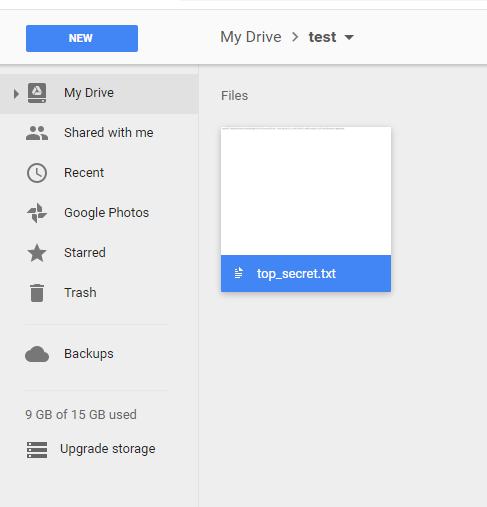 NEW
My Drive > test
My Drive
Shared with me
Recent
Google Photos
Starred
Trash
Backups
9 GB of 15 GB used
Upgrade storage
Files
top_secret.txt